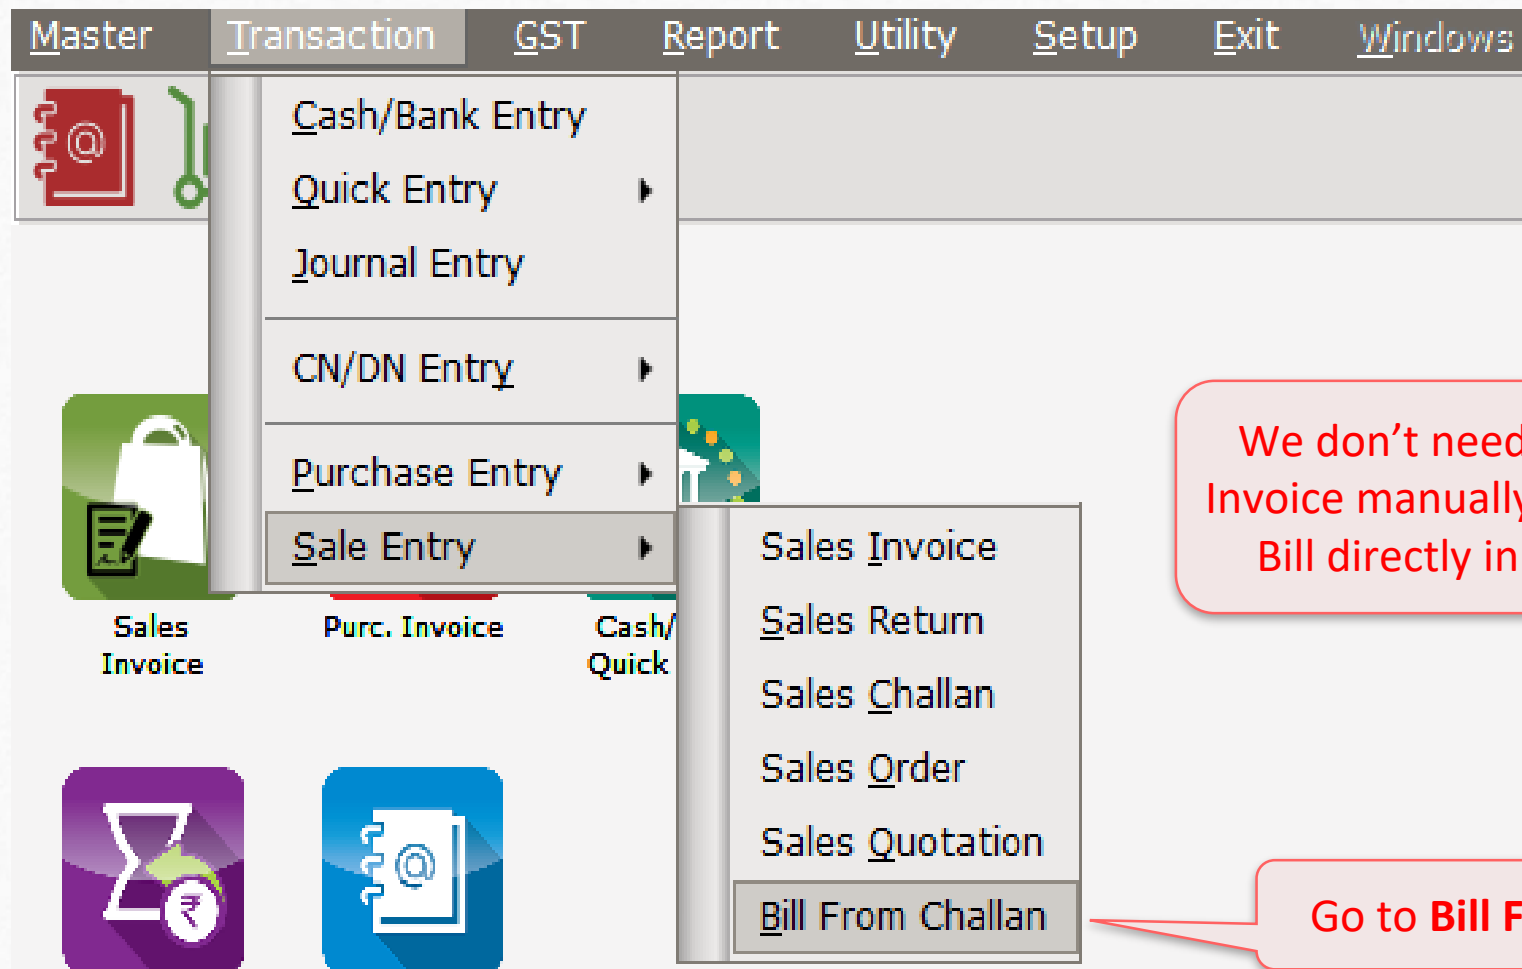 Master Transaction GST Report Utility Setup Exit Windows
@
Cash/Bank Entry
Quick Entry
Journal Entry
CN/DN Entry
Purchase Entry
Sale Entry
We don't need
Invoice manually
Bill directly in
Sales
Invoice
Purc. Invoice
Cash/
Quick
Sales Invoice
Sales Return
Sales Challan
Sales Order
Sales Quotation
Bill From Challan
₹
@
Go to Bill F